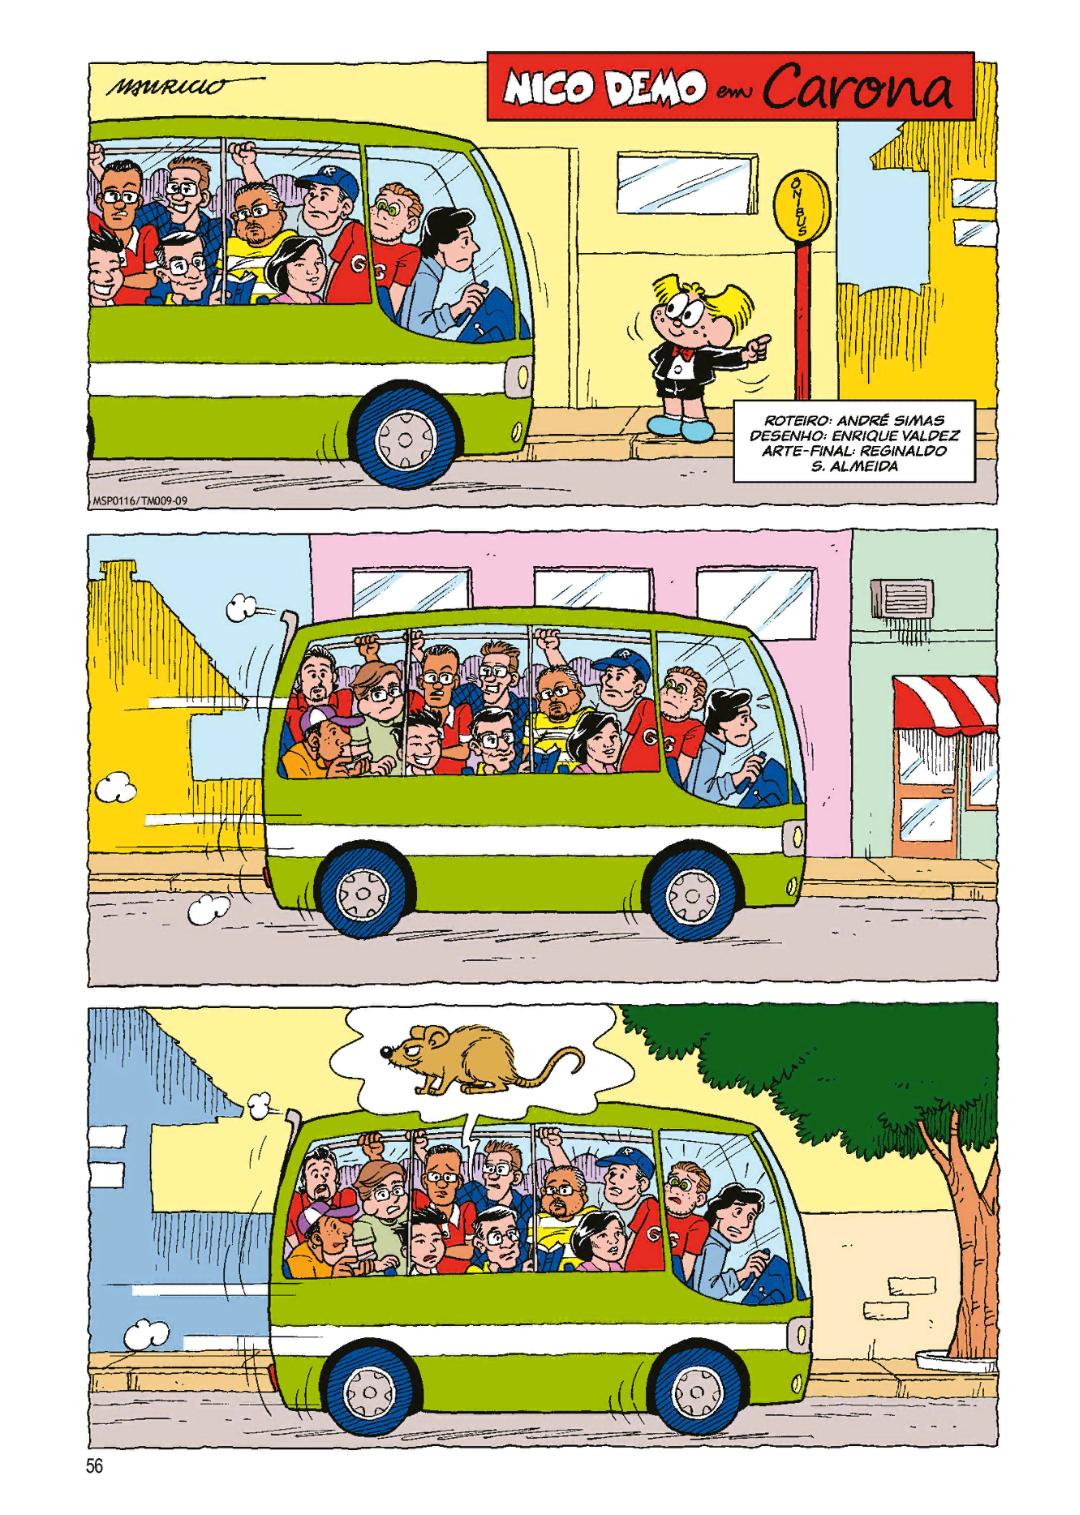 MAURICIO
NICO DEMO em Carona
ÔNIBUS
R
G
G
ROTEIRO: ANDRÉ SIMAS
DESENHO: ENRIQUE VALDEZ
ARTE-FINAL: REGINALDO
S. ALMEIDA
MSP0116/TM009-09
R
G
G
R
G
G
56